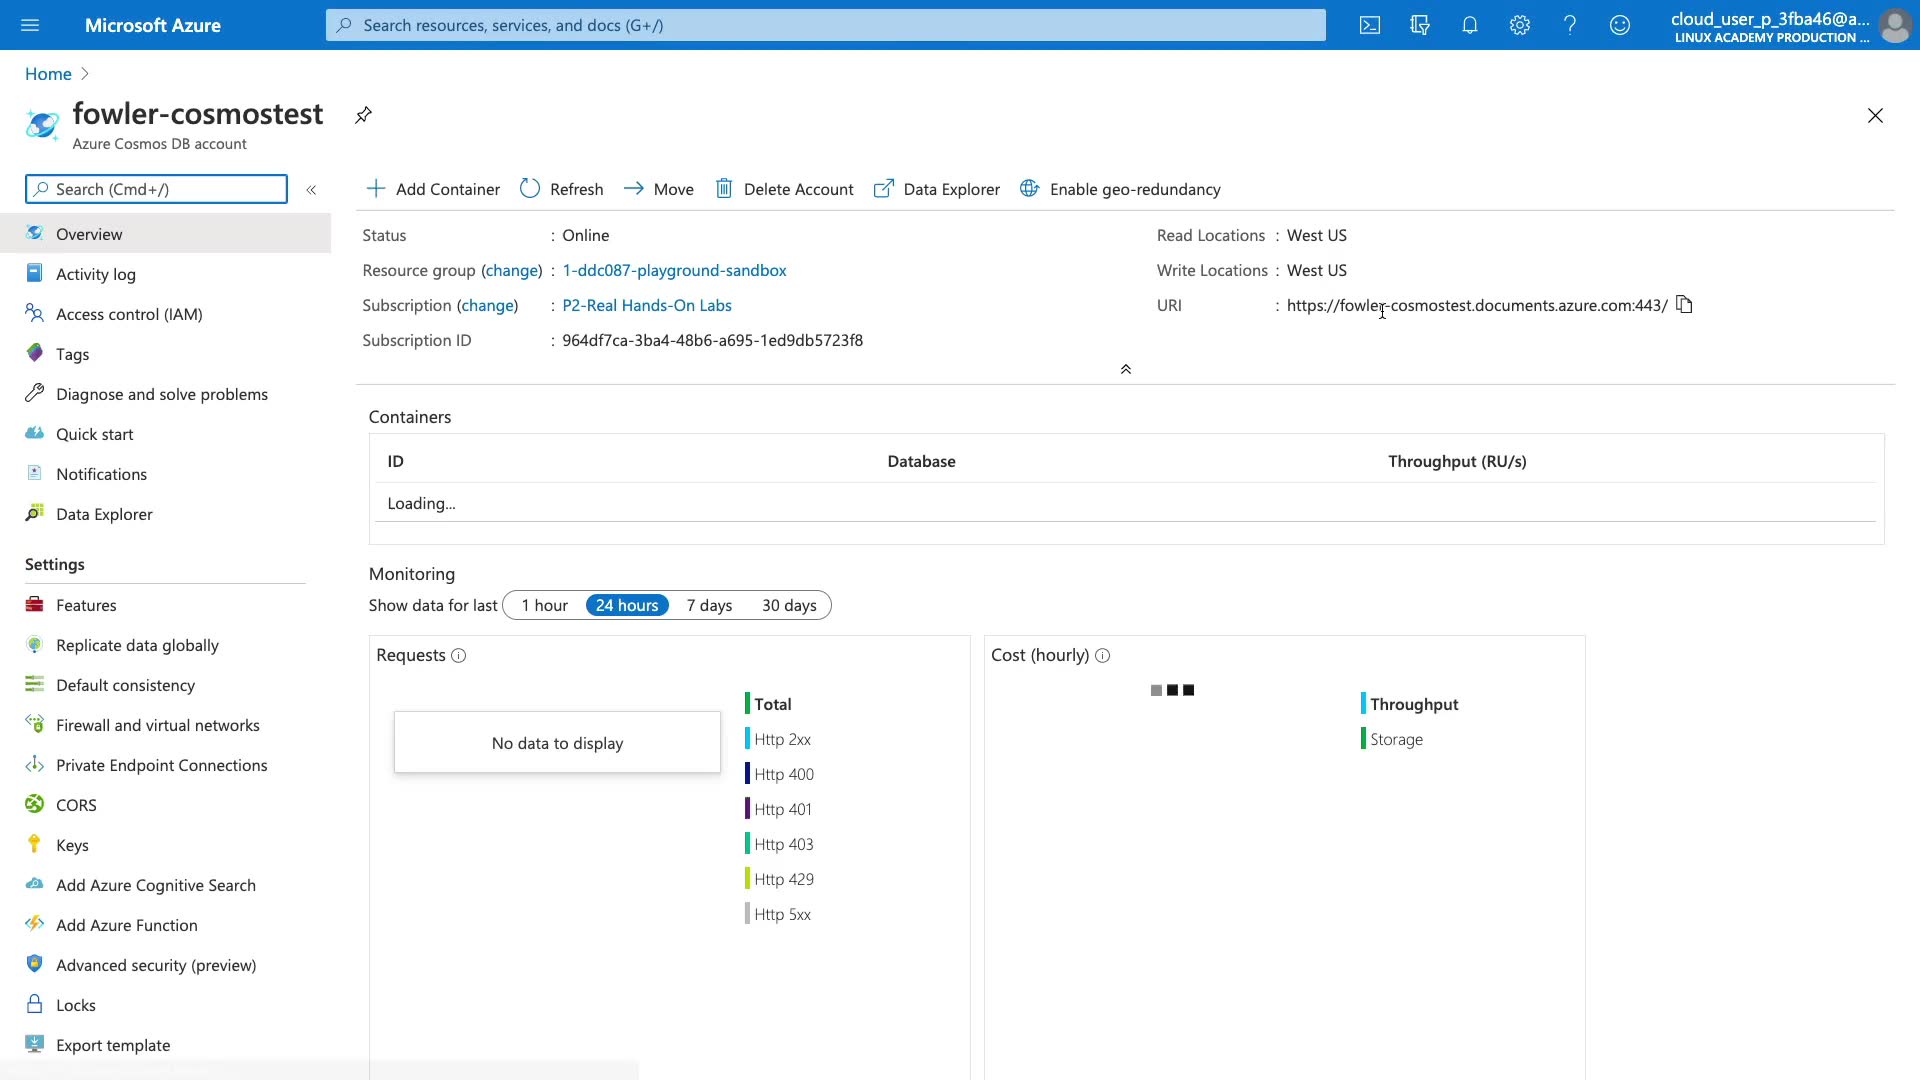 Microsoft Azure
Search resources, services, and docs (G+/)
cloud_user_p_3fba46@a...
LINUX ACADEMY PRODUCTION ...
Home
fowler-cosmostest
Azure Cosmos DB account
Search (Cmd+/)
Add Container
Refresh
Move
Delete Account
Data Explorer
Enable geo-redundancy
Overview
Activity log
Access control (IAM)
Tags
Diagnose and solve problems
Quick start
Notifications
Data Explorer
Settings
Features
Replicate data globally
Default consistency
Firewall and virtual networks
Private Endpoint Connections
CORS
Keys
Add Azure Cognitive Search
Add Azure Function
Advanced security (preview)
Locks
Export template
Status : Online
Resource group (change) : 1-ddc087-playground-sandbox
Subscription (change) : P2-Real Hands-On Labs
Subscription ID : 964df7ca-3ba4-48b6-a695-1ed9db5723f8
Read Locations : West US
Write Locations : West US
URI : https://fowler-cosmostest.documents.azure.com:443/
Containers
ID Database Throughput (RU/s)
Loading...
Monitoring
Show data for last 1 hour 24 hours 7 days 30 days
Requests
No data to display
Total
Http 2xx
Http 400
Http 401
Http 403
Http 429
Http 5xx
Cost (hourly)
Throughput
Storage